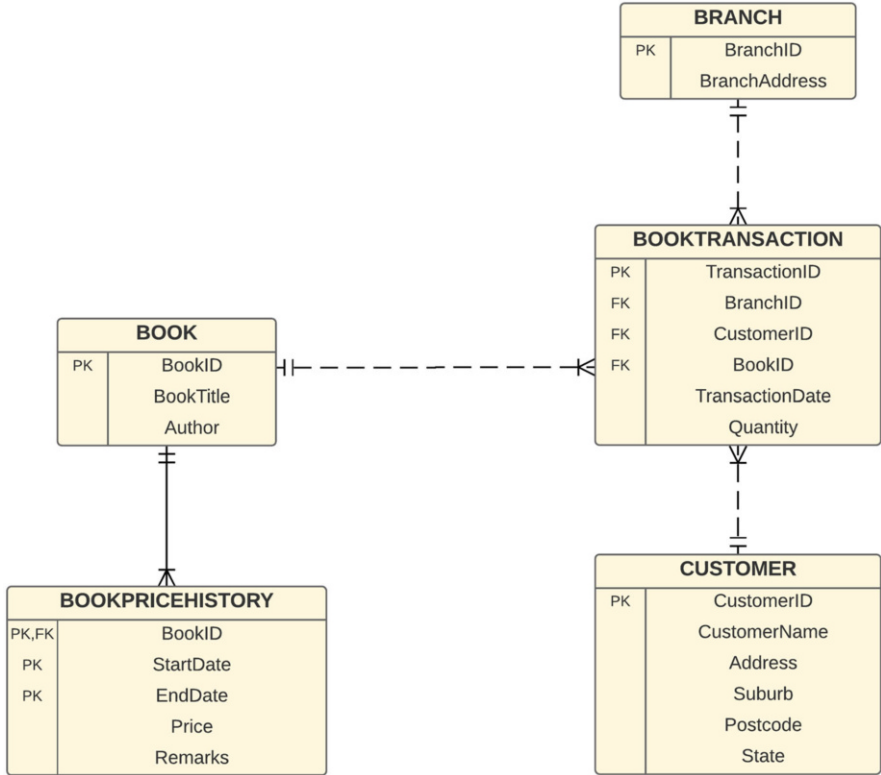 BRANCH
PK BranchID
BranchAddress
BOOKTRANSACTION
PK TransactionID
FK BranchID
FK CustomerID
FK BookID
TransactionDate
Quantity
BOOK
PK BookID
BookTitle
Author
BOOKPRICEHISTORY
PK,FK BookID
PK StartDate
PK EndDate
Price
Remarks
CUSTOMER
PK CustomerID
CustomerName
Address
Suburb
Postcode
State